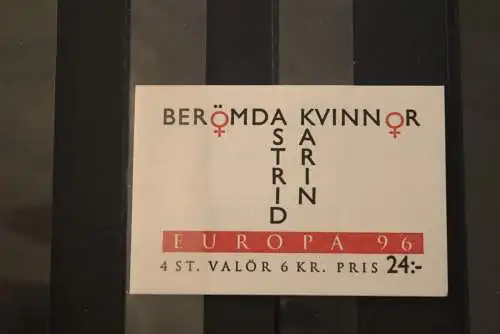 BERÖMDA KVINNOR
ASTRID
KARIN
EUROPA 96
4 ST. VALÖR 6 KR. PRIS 24:-